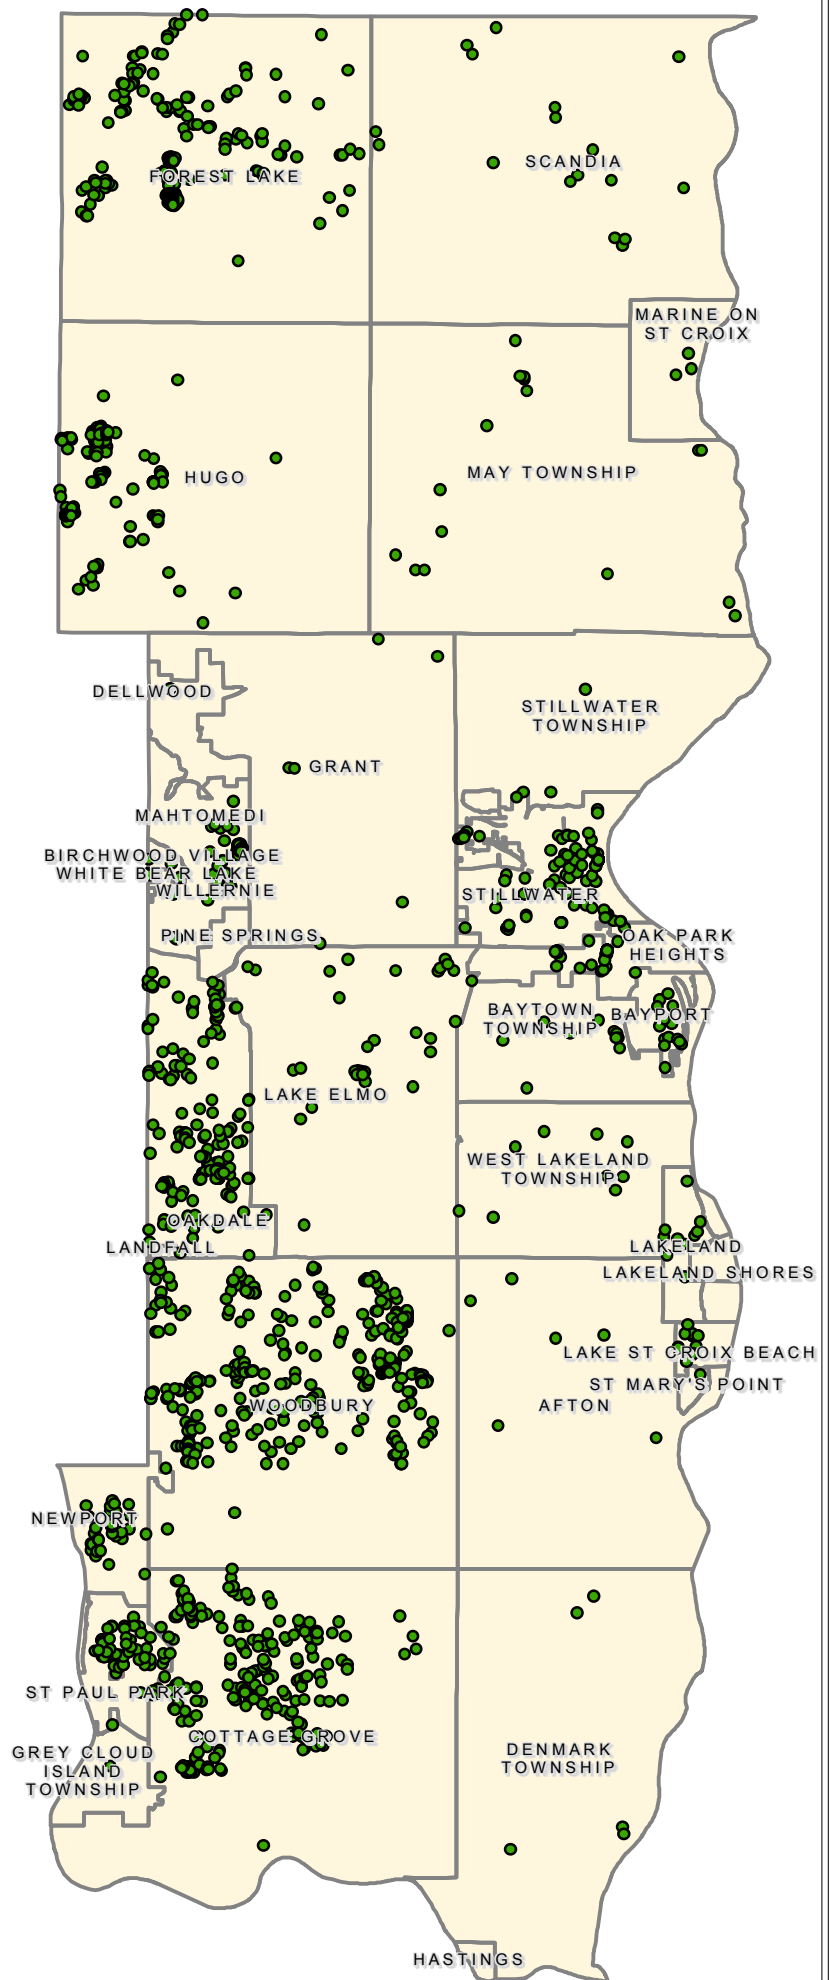 FOREST LAKE
SCANDIA
MARINE ON
ST CROIX
HUGO
MAY TOWNSHIP
DELLWOOD
STILLWATER
TOWNSHIP
GRANT
MAHTOMEDI
BIRCHWOOD VILLAGE
WHITE BEAR LAKE
WILLERNIE
STILLWATER
PINE SPRINGS
OAK PARK
HEIGHTS
BAYTOWN
TOWNSHIP
BAYPORT
LAKE ELMO
WEST LAKELAND
TOWNSHIP
OAKDALE
LANDFALL
LAKELAND
LAKELAND SHORES
LAKE ST CROIX BEACH
ST MARY'S POINT
WOODBURY
AFTON
NEWPORT
ST PAUL PARK
COTTAGE GROVE
GREY CLOUD
ISLAND
TOWNSHIP
DENMARK
TOWNSHIP
HASTINGS